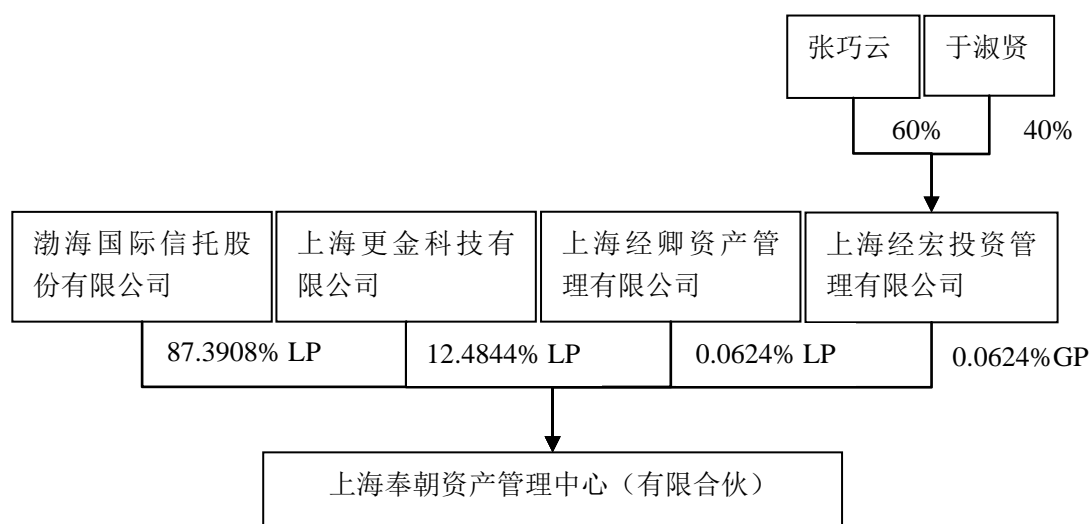 张巧云
于淑贤
60%
40%
渤海国际信托股
份有限公司
上海更金科技有
限公司
上海经卿资产管
理有限公司
上海经宏投资管
理有限公司
87.3908% LP
12.4844% LP
0.0624% LP
0.0624%GP
上海奉朝资产管理中心（有限合伙）